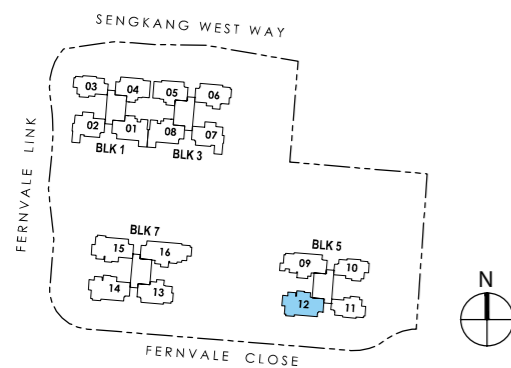 SENGKANG WEST WAY
FERNVALE LINK
03 04 05 06
02 01 08 07
BLK 1 BLK 3
BLK 7
15 16
14 13
BLK 5
09 10
12 11
N
FERNVALE CLOSE